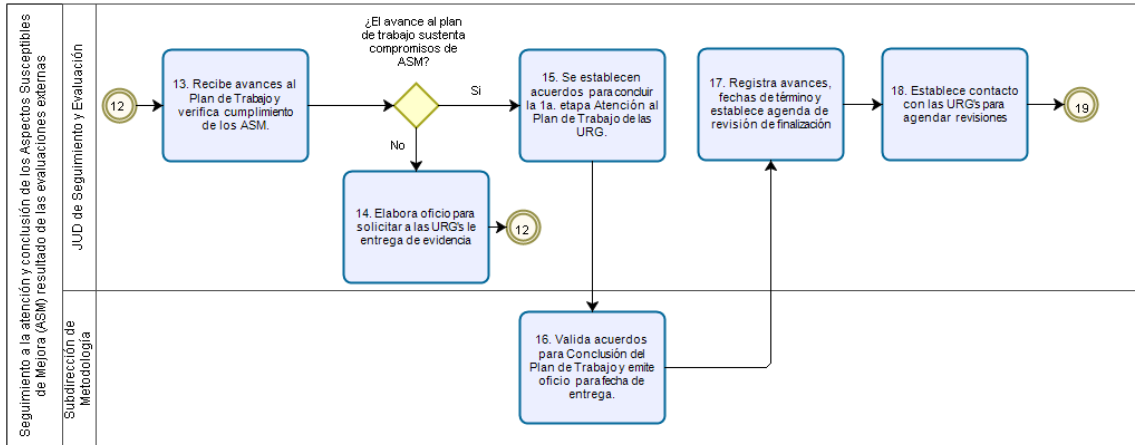 Seguimiento a la atención y conclusión de los Aspectos Susceptibles
de Mejora (ASM) resultado de las evaluaciones externas
JUD de Seguimiento y Evaluación
12
13. Recibe avances al
Plan de Trabajo y
verifica cumplimiento
de los ASM.
¿El avance al plan
de trabajo sustenta
compromisos de
ASM?
Si
No
14. Elabora oficio para
solicitar a las URG's le
entrega de evidencia
12
15. Se establecen
acuerdos para concluir
la 1a. etapa Atención al
Plan de Trabajo de las
URG.
17. Registra avances,
fechas de término y
establece agenda de
revisión de finalización
18. Establece contacto
con las URG's para
agendar revisiones
19
Subdirección de
Metodología
16. Valida acuerdos
para Conclusión del
Plan de Trabajo y emite
oficio para fecha de
entrega.